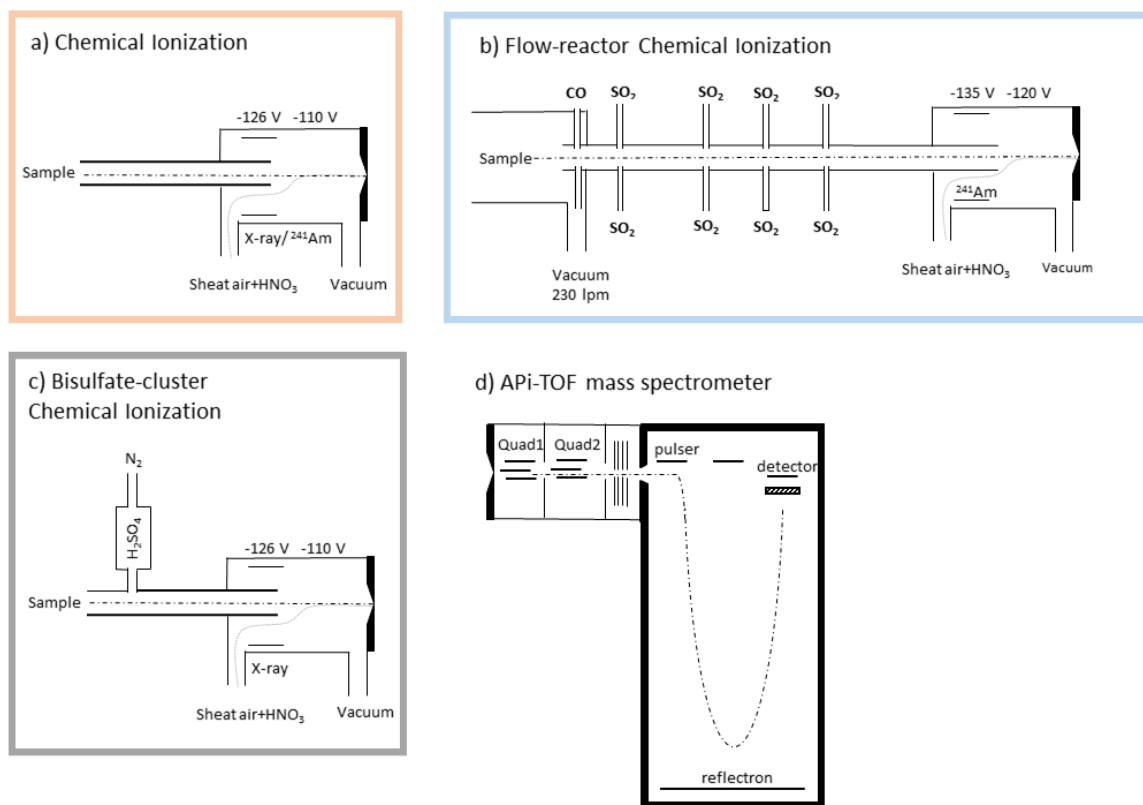 a) Chemical Ionization
-126 V -110 V
Sample
X-ray/ ²⁴¹Am
Sheat air+HNO₃
Vacuum
b) Flow-reactor Chemical Ionization
CO SO₂ SO₂ SO₂ SO₂
-135 V -120 V
Sample
²⁴¹Am
SO₂ SO₂ SO₂ SO₂
Vacuum
230 lpm
Sheat air+HNO₃
Vacuum
c) Bisulfate-cluster
Chemical Ionization
N₂
H₂SO₄
-126 V -110 V
Sample
X-ray
Sheat air+HNO₃
Vacuum
d) APi-TOF mass spectrometer
Quad1 Quad2
pulser
detector
reflectron